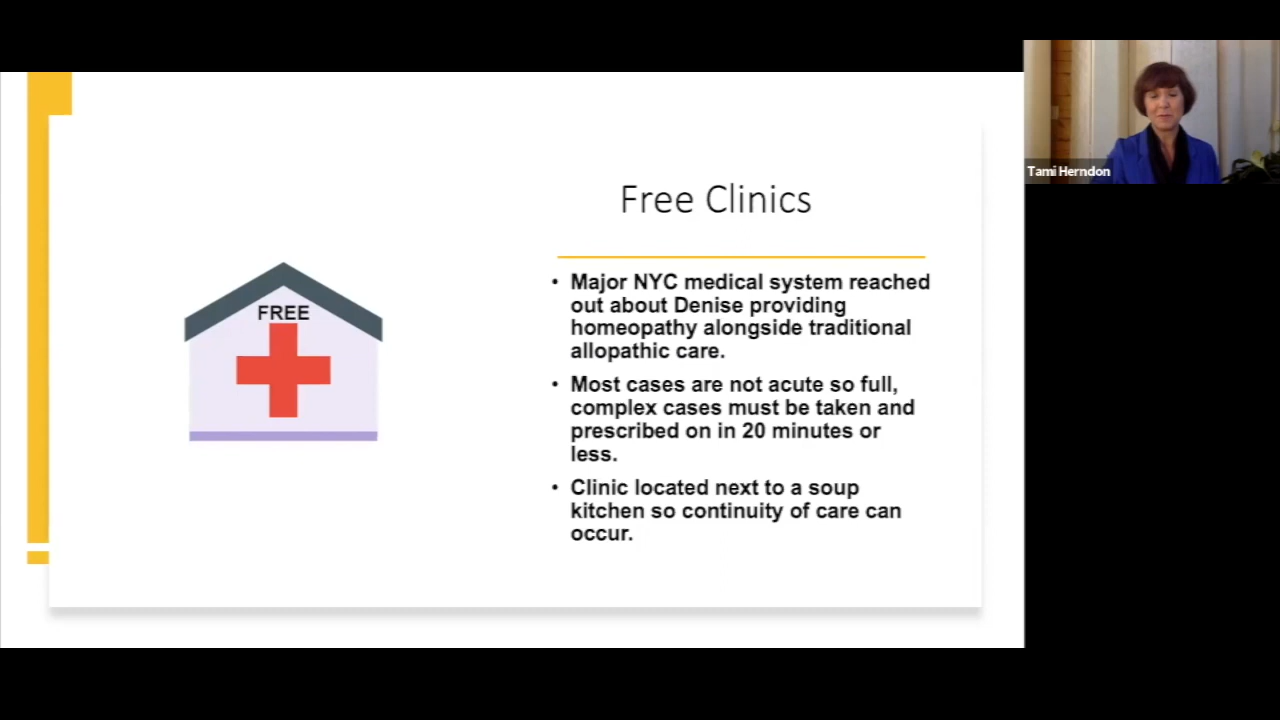 Tami Herndon
Free Clinics
FREE
• Major NYC medical system reached
out about Denise providing
homeopathy alongside traditional
allopathic care.
• Most cases are not acute so full,
complex cases must be taken and
prescribed on in 20 minutes or
less.
• Clinic located next to a soup
kitchen so continuity of care can
occur.